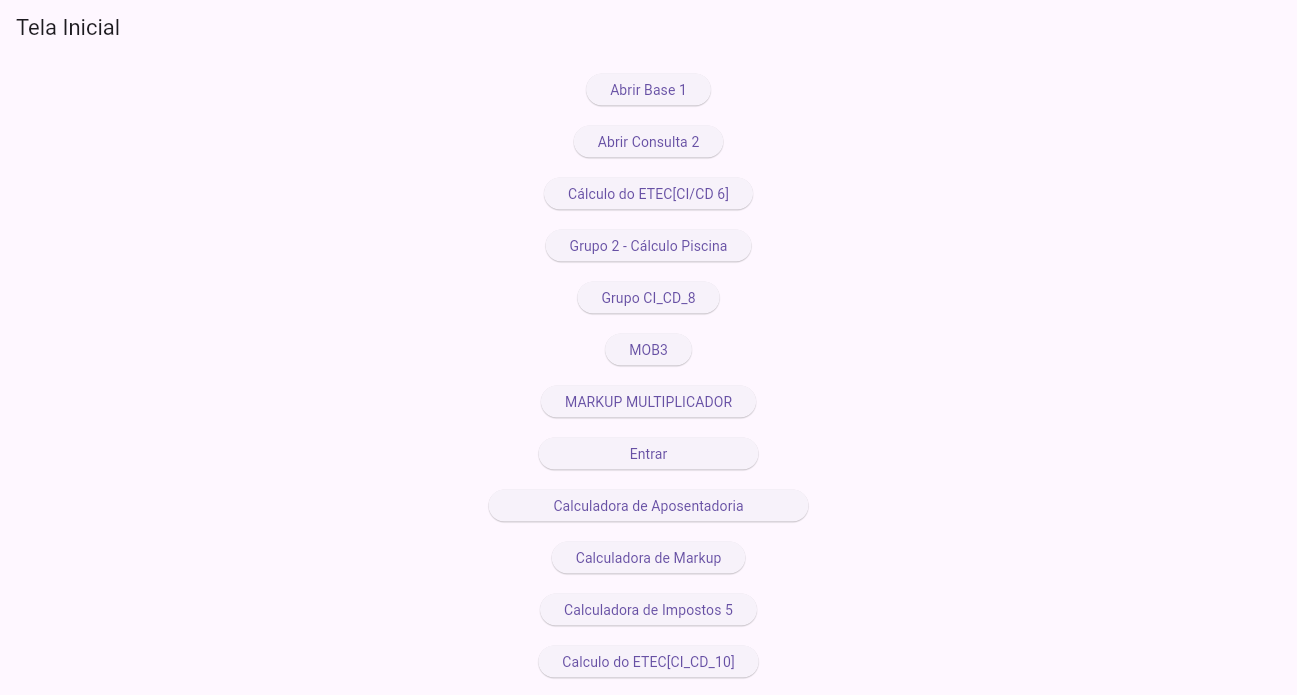 Tela Inicial
Abrir Base 1
Abrir Consulta 2
Cálculo do ETEC[CI/CD 6]
Grupo 2 - Cálculo Piscina
Grupo CI_CD_8
MOB3
MARKUP MULTIPLICADOR
Entrar
Calculadora de Aposentadoria
Calculadora de Markup
Calculadora de Impostos 5
Calculo do ETEC[CI_CD_10]